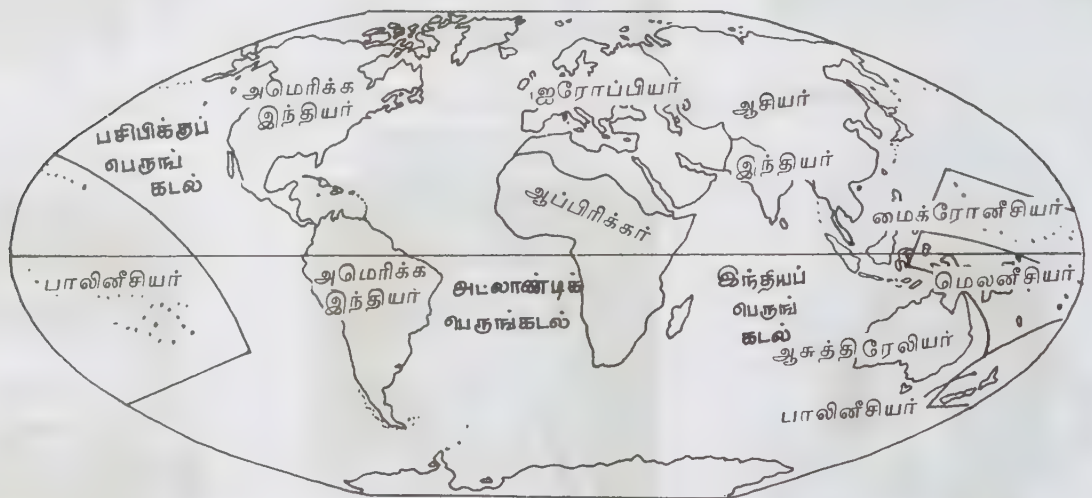 அமெரிக்க
இந்தியர்
ஐரோப்பியர்
ஆசியர்
பசிபிக்குப்
பெருங்
கடல்
இந்தியர்
ஆப்பிரிக்கர்
மைக்ரோனீசியர்
பாலினீசியர்
அமெரிக்க
இந்தியர்
அட்லாண்டிக்
பெருங்கடல்
இந்தியப்
பெருங்
கடல்
மெலனீசியர்
ஆசுத்திரேலியர்
பாலினீசியர்